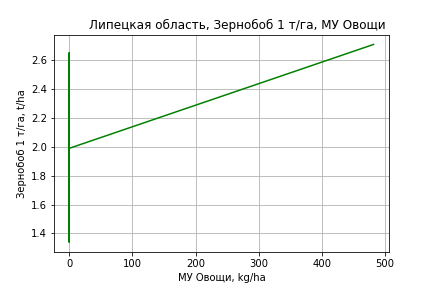 Липецкая область, Зернобоб 1 т/га, МУ Овощи
2.6
2.4
2.2
2.0
1.8
1.6
1.4
Зернобоб 1 т/га, t/ha
0 100 200 300 400 500
МУ Овощи, kg/ha